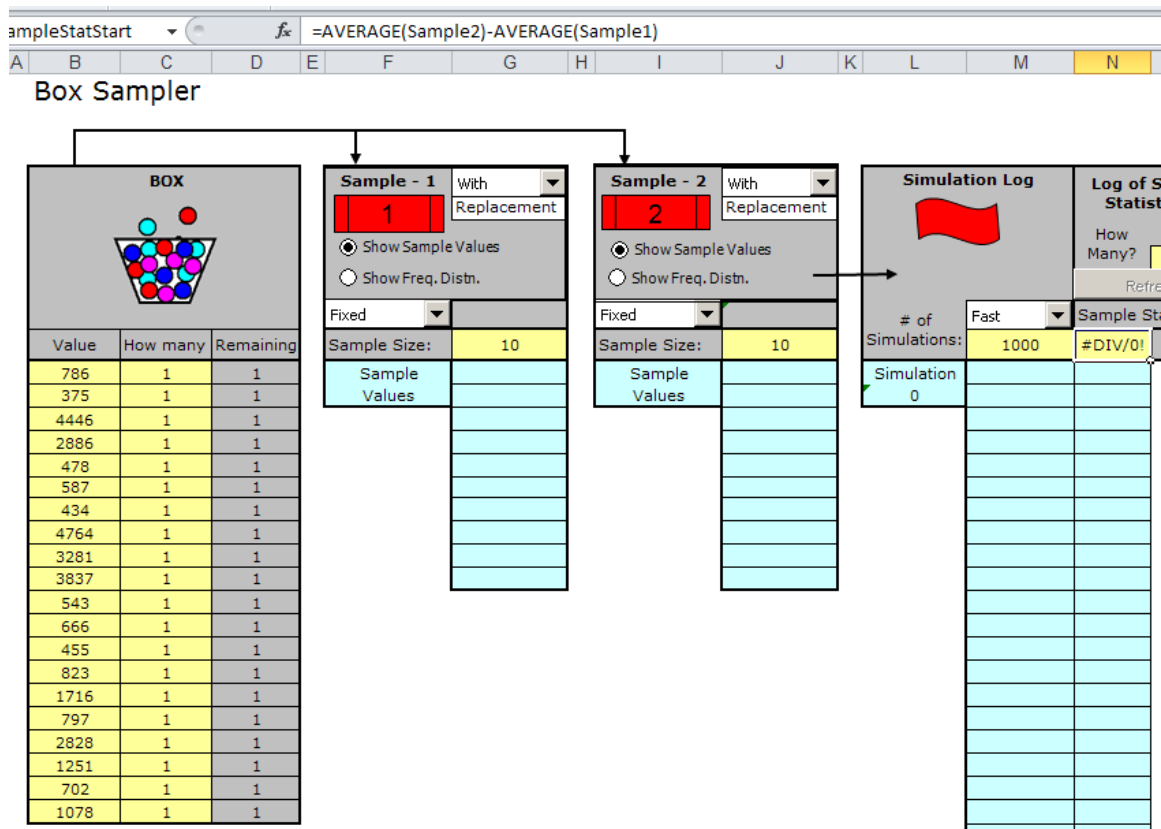 ampleStatStart fx =AVERAGE(Sample2)-AVERAGE(Sample1)
A B C D E F G H I J K L M N
Box Sampler
BOX
Value How many Remaining
786 1 1
375 1 1
4446 1 1
2886 1 1
478 1 1
587 1 1
434 1 1
4764 1 1
3281 1 1
3837 1 1
543 1 1
666 1 1
455 1 1
823 1 1
1716 1 1
797 1 1
2828 1 1
1251 1 1
702 1 1
1078 1 1
Sample - 1 With
Replacement
1
Show Sample Values
Show Freq. Distn.
Fixed
Sample Size: 10
Sample
Values
Sample - 2 With
Replacement
2
Show Sample Values
Show Freq. Distn.
Fixed
Sample Size: 10
Sample
Values
Simulation Log
# of
Simulations:
Fast
1000
Simulation
0
Log of S
Statist
How
Many?
Refre
Sample Sta
#DIV/0!